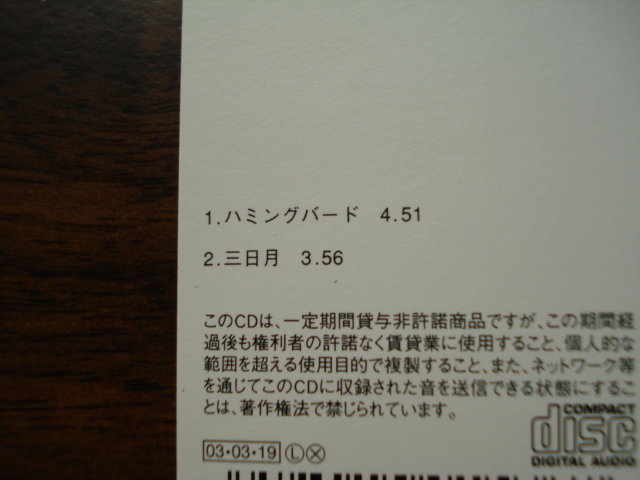 1.ハミングバード 4.51
2.三日月 3.56
このCDは、一定期間貸与非許諾商品ですが、この期間経
過後も権利者の許諾なく賃貸業に使用すること、個人的な
範囲を超える使用目的で複製すること、また、ネットワーク等
を通じてこのCDに収録された音を送信できる状態にするこ
とは、著作権法で禁じられています。
COMPACT
disc
DIGITAL AUDIO
03・03・19 Ⓛ Ⓧ